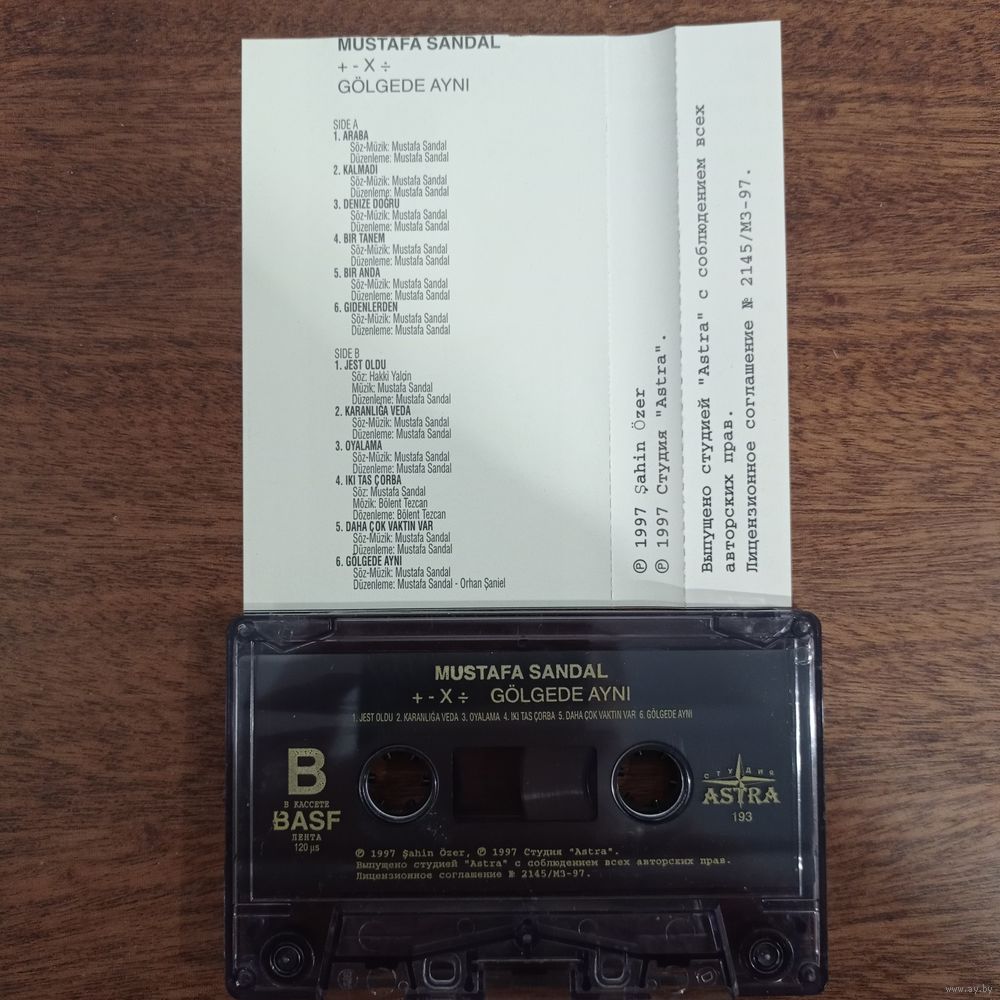 MUSTAFA SANDAL
+ - X ÷
GÖLGEDE AYNI
SIDE A
1. ARABA
Söz-Müzik: Mustafa Sandal
Düzenleme: Mustafa Sandal
2. KALMADI
Söz-Müzik: Mustafa Sandal
Düzenleme: Mustafa Sandal
3. DENIZE DOĞRU
Söz-Müzik: Mustafa Sandal
Düzenleme: Mustafa Sandal
4. BIR TANEM
Söz-Müzik: Mustafa Sandal
Düzenleme: Mustafa Sandal
5. BIR ANDA
Söz-Müzik: Mustafa Sandal
Düzenleme: Mustafa Sandal
6. GIDENLERDEN
Söz-Müzik: Mustafa Sandal
Düzenleme: Mustafa Sandal
SIDE B
1. JEST OLDU
Söz: Hakki Yalçin
Müzik: Mustafa Sandal
Düzenleme: Mustafa Sandal
2. KARANLIĞA VEDA
Söz-Müzik: Mustafa Sandal
Düzenleme: Mustafa Sandal
3. OYALAMA
Söz-Müzik: Mustafa Sandal
Düzenleme: Mustafa Sandal
4. IKI TAS ÇORBA
Söz: Mustafa Sandal
Mözik: Bölent Tezcan
Dözenleme: Bölent Tezcan
5. DAHA ÇOK VAKTIN VAR
Söz-Müzik: Mustafa Sandal
Düzenleme: Mustafa Sandal
6. GÖLGEDE AYNI
Söz-Müzik: Mustafa Sandal
Düzenleme: Mustafa Sandal - Orhan Şaniel
℗ 1997 Şahin Özer
℗ 1997 Студия "Astra".
Выпущено студией "Astra" с соблюдением всех
авторских прав.
Лицензионное соглашение № 2145/МЗ-97.
MUSTAFA SANDAL
+ - X ÷ GÖLGEDE AYNI
1. JEST OLDU 2. KARANLIĞA VEDA 3. OYALAMA 4. IKI TAS ÇORBA 5. DAHA ÇOK VAKTIN VAR 6. GÖLGEDE AYNI
B
В КАССЕТЕ
BASF
ЛЕНТА
120 µs
СТУДИЯ
ASTRA
193
℗ 1997 Şahin Özer, ℗ 1997 Студия "Astra".
Выпущено студией "Astra" с соблюдением всех авторских прав.
Лицензионное соглашение № 2145/МЗ-97.
www.ay.by